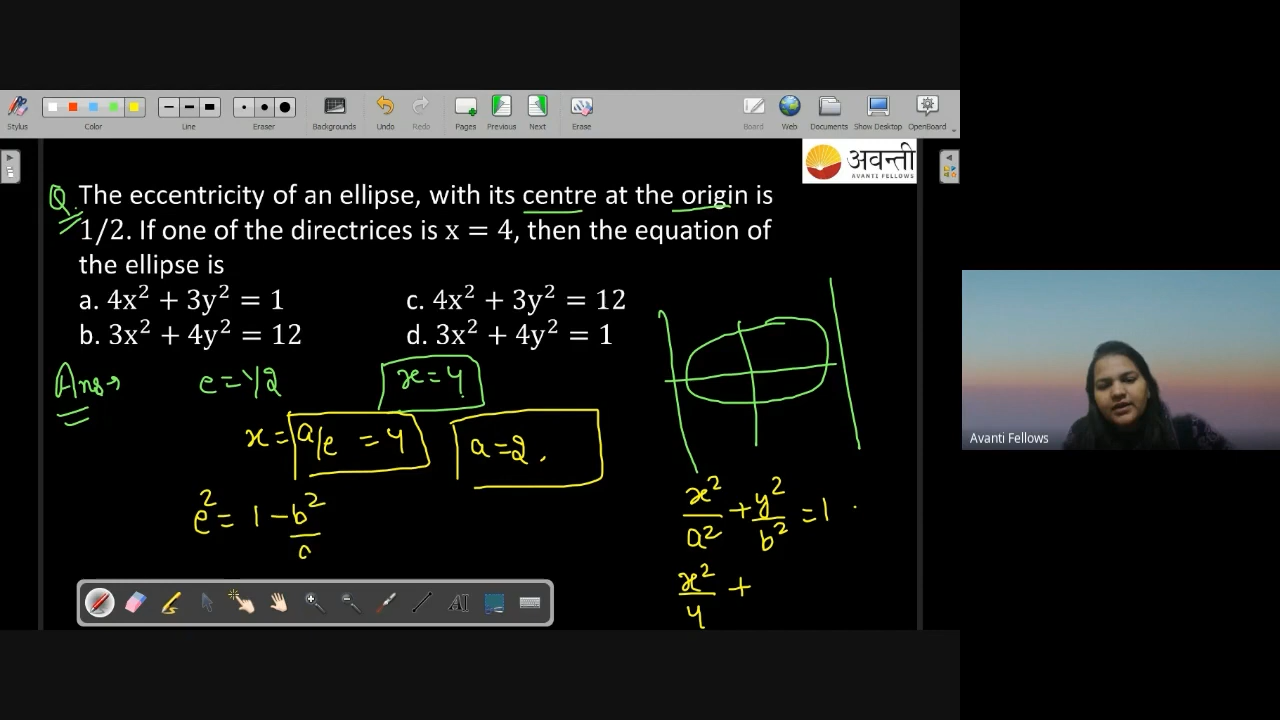 Stylus
Color
Line
Eraser
Backgrounds
Undo
Redo
Pages
Previous
Next
Erase
Board
Web
Documents
Show Desktop
OpenBoard
अवन्ती
AVANTI FELLOWS
Q. The eccentricity of an ellipse, with its centre at the origin is
1/2. If one of the directrices is x = 4, then the equation of
the ellipse is
a. 4x² + 3y² = 1
c. 4x² + 3y² = 12
b. 3x² + 4y² = 12
d. 3x² + 4y² = 1
Ans→ e = 1/2 x = 4
x = a/e = 4 a = 2.
e² = 1 - b²/a
x²/a² + y²/b² = 1
x²/4 +
AI
Avanti Fellows